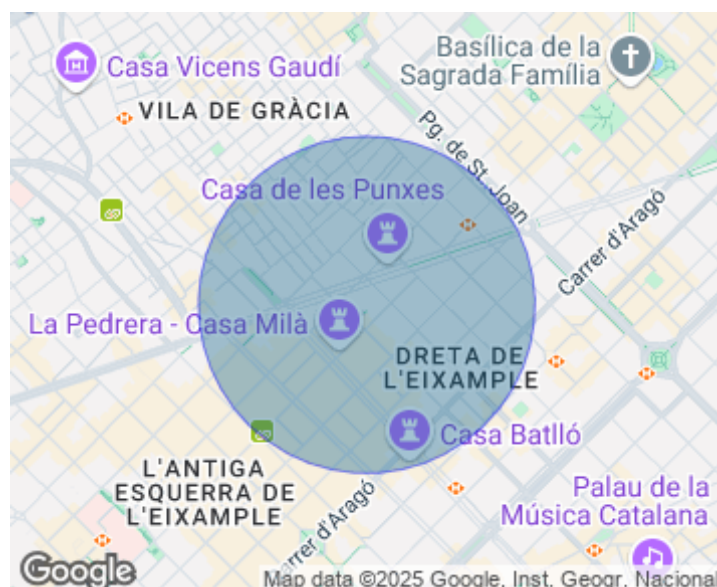 Basílica de la
Sagrada Família
Casa Vicens Gaudí
VILA DE GRÀCIA
Pg. de St. Joan
Casa de les Punxes
Carrer d'Aragó
La Pedrera - Casa Milà
DRETA DE
L'EIXAMPLE
Casa Batlló
L'ANTIGA
ESQUERRA DE
L'EIXAMPLE
Carrer d'Aragó
Palau de la
Música Catalana
Google
Map data ©2025 Google, Inst. Geogr. Nacional